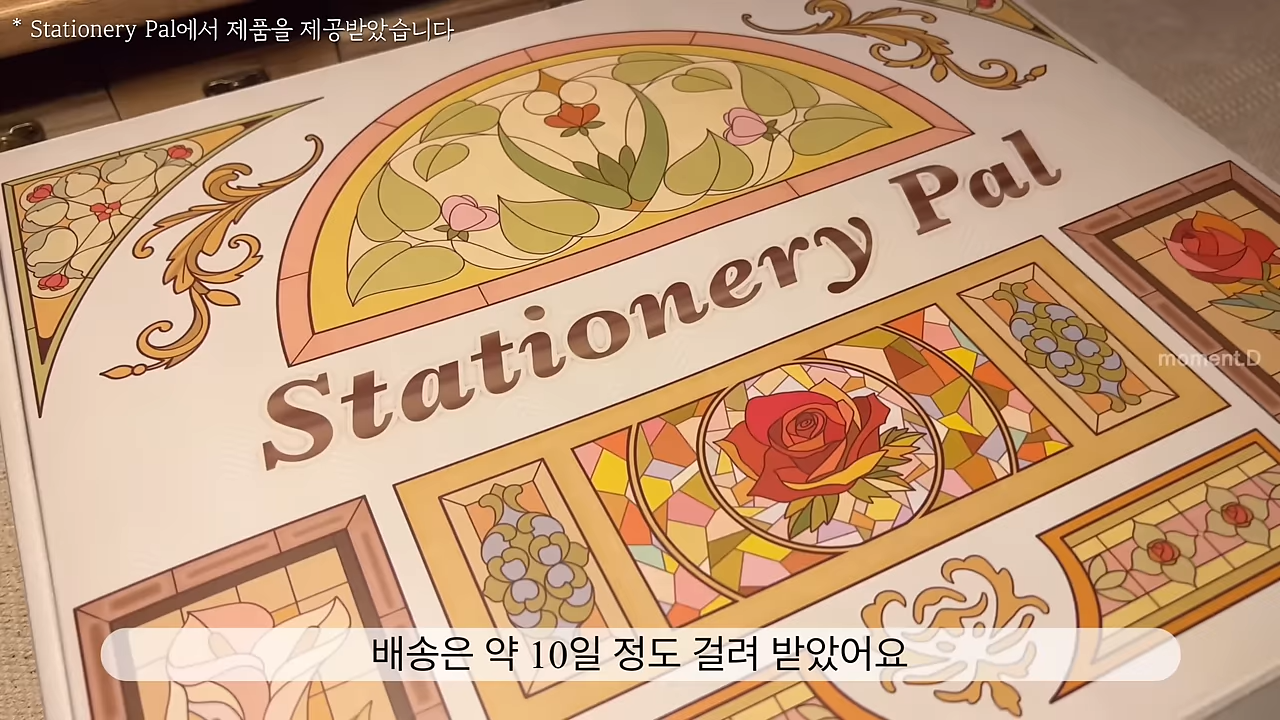 * Stationery Pal에서 제품을 제공받았습니다
Stationery Pal
moment.D
배송은 약 10일 정도 걸려 받았어요